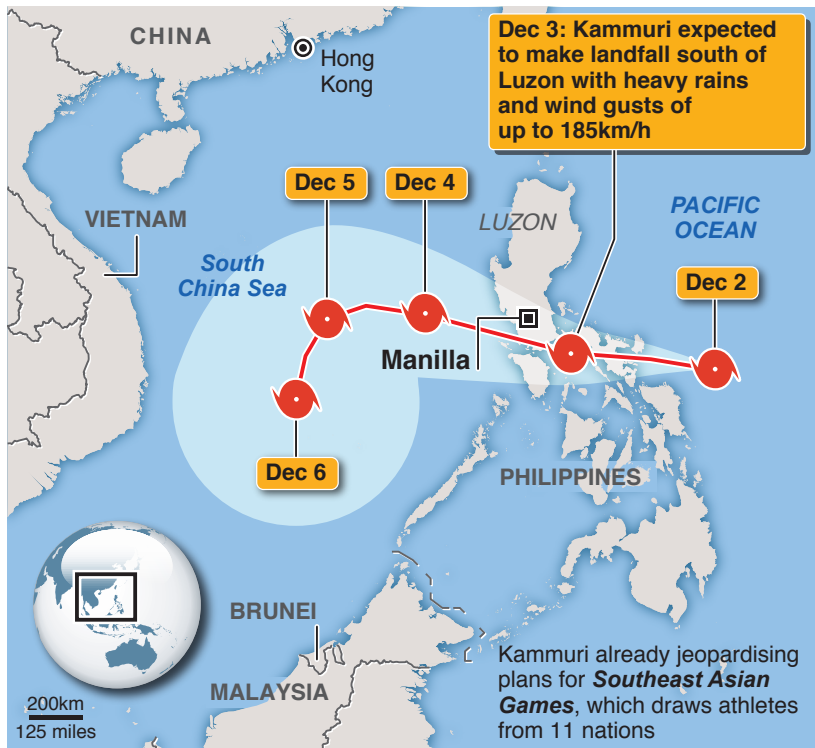 CHINA
Hong
Kong
Dec 3: Kammuri expected
to make landfall south of
Luzon with heavy rains
and wind gusts of
up to 185km/h
Dec 5
Dec 4
VIETNAM
LUZON
PACIFIC
OCEAN
South
China Sea
Dec 2
Manilla
Dec 6
PHILIPPINES
BRUNEI
MALAYSIA
Kammuri already jeopardising
plans for Southeast Asian
Games, which draws athletes
from 11 nations
200km
125 miles